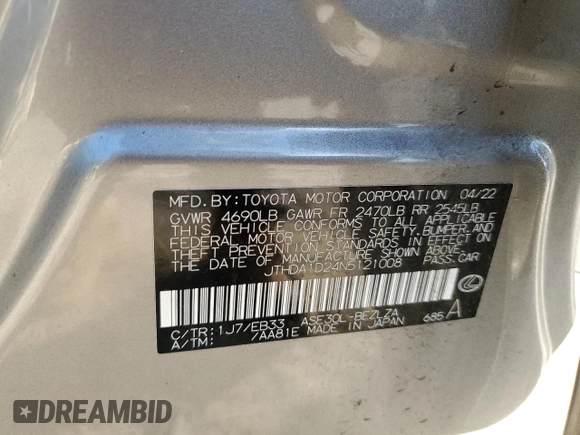 MFD. BY: TOYOTA MOTOR CORPORATION 04/22
GVWR 4690LB GAWR FR 2470LB RR 2545LB
THIS VEHICLE CONFORMS TO ALL APPLICABLE
FEDERAL MOTOR VEHICLE SAFETY, BUMPER, AND
THEFT PREVENTION STANDARDS IN EFFECT ON
THE DATE OF MANUFACTURE SHOWN ABOVE.
JTHDA1D24N5121008 PASS. CAR
C/TR: 1J7/EB33 ASE30L-BEZLZA
A/TM: /AA81E MADE IN JAPAN 685 A
DREAMBID